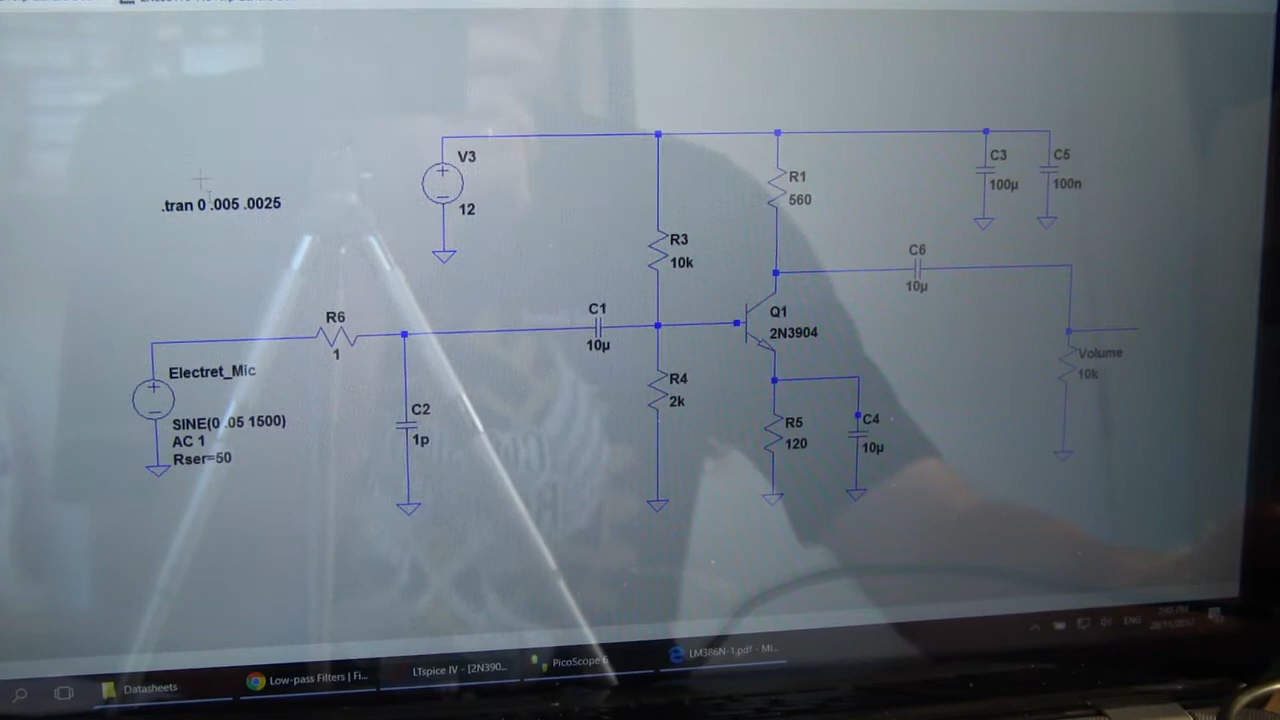 V3
12
.tran 0 .005 .0025
R3
10k
R1
560
C3
100µ
C5
100n
C6
10µ
R6
1
C1
10µ
Q1
2N3904
Electret_Mic
SINE(0 .05 1500)
AC 1
Rser=50
C2
1p
R4
2k
R5
120
C4
10µ
Volume
10k
ENG
Datasheets
Low-pass Filters | Fi...
LTspice IV - [2N390...
PicoScope 6
LM386N-1.pdf - Mi...